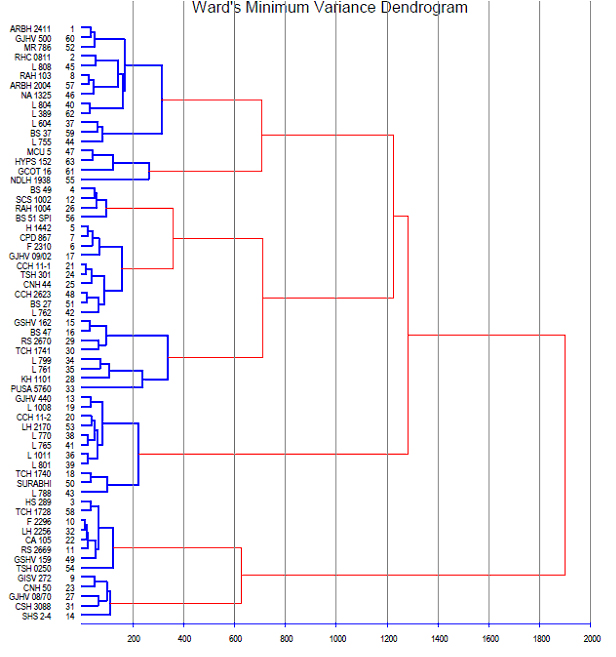 Ward's Minimum Variance Dendrogram
ARBH 2411 1
GJHV 500 60
MR 786 52
RHC 0811 2
L 808 45
RAH 103 8
ARBH 2004 57
NA 1325 46
L 804 40
L 389 62
L 604 37
BS 37 59
L 755 44
MCU 5 47
HYPS 152 63
GCOT 16 61
NDLH 1938 55
BS 49 4
SCS 1002 12
RAH 1004 26
BS 51 SPI 56
H 1442 5
CPD 867 7
F 2310 6
GJHV 09/02 17
CCH 11-1 21
TSH 301 24
CNH 44 25
CCH 2623 48
BS 27 51
L 762 42
GSHV 162 15
BS 47 16
RS 2670 29
TCH 1741 30
L 799 34
L 761 35
KH 1101 28
PUSA 5760 33
GJHV 440 13
L 1008 19
CCH 11-2 20
LH 2170 53
L 770 38
L 765 41
L 1011 36
L 801 39
TCH 1740 18
SURABHI 50
L 788 43
HS 289 3
TCH 1728 58
F 2296 10
LH 2256 32
CA 105 22
RS 2669 11
GSHV 159 49
TSH 0250 54
GISV 272 9
CNH 50 23
GJHV 08/70 27
CSH 3088 31
SHS 2-4 14
200 400 600 800 1000 1200 1400 1600 1800 2000